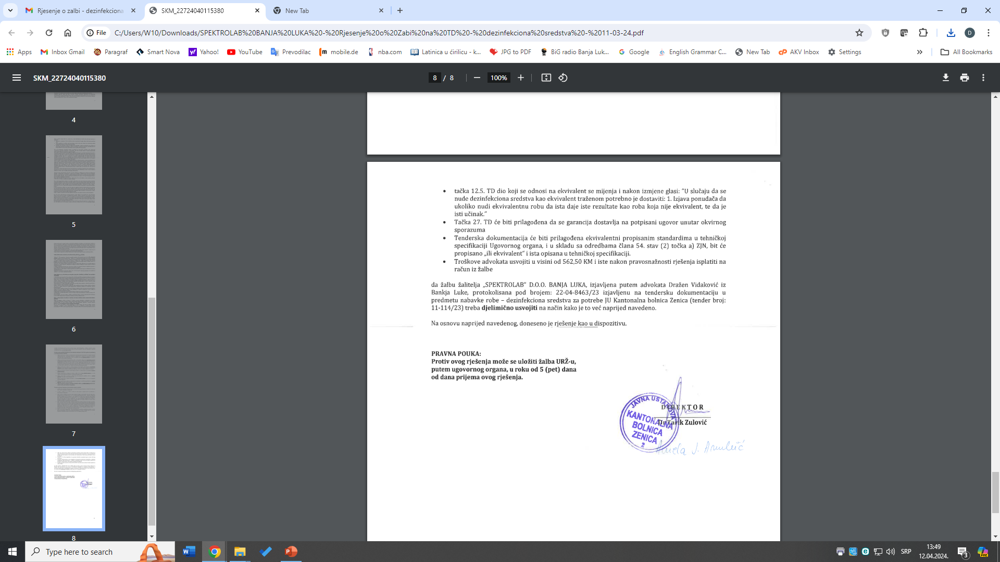 Rjesenje o zalbi - dezinfekciona
SKM_22724040115380
New Tab
File
C:/Users/W10/Downloads/SPEKTROLAB%20BANJA%20LUKA%20-%20Rjesenje%20o%20Zabi%20na%20TD%20-%20dezinfekciona%20sredstva%20-%2011-03-24.pdf
D
Apps
Inbox Gmail
Paragraf
Smart Nova
Yahoo!
YouTube
Prevodilac
mobile.de
nba.com
Latinica u ćirilicu - k...
JPG to PDF
BiG radio Banja Luk...
Google
English Grammar C...
New Tab
AKV Inbox
Settings
All Bookmarks
SKM_22724040115380
8 / 8
100%
4
5
6
7
8
• tačka 12.5. TD dio koji se odnosi na ekvivalent se mijenja i nakon izmjene glasi: "U slučaju da se
nude dezinfekciona sredstva kao ekvivalent traženom potrebno je dostaviti: 1. Izjava ponuđača da
ukoliko nudi ekvivalentnu robu da ista daje iste rezultate kao roba koja nije ekvivalent, te da je
isti učinak."
• Tačka 27. TD će biti prilagođena da se garancija dostavlja na potpisani ugovor unutar okvirnog
sporazuma
• Tenderska dokumentacija će biti prilagođena ekvivalentni propisanim standardima u tehničkoj
specifikaciji Ugovornog organa, i u skladu sa odredbama člana 54. stav (2) točka a) ZJN, bit će
propisano „ili ekvivalent“ i ista opisana u tehničkoj specifikaciji.
• Troškove advokata usvojiti u visini od 562,50 KM i iste nakon pravosnažnosti rješenja isplatiti na
račun iz žalbe
da žalbu žalitelja „SPEKTROLAB" D.O.O. BANJA LUKA, izjavljena putem advokata Dražen Vidaković iz
Bankja Luke, protokolisana pod brojem: 22-04-8463/23 izjavljenu na tendersku dokumentaciju u
predmetu nabavke robe – dezinfekciona sredstva za potrebe JU Kantonalna bolnica Zenica (tender broj:
11-114/23) treba djelimično usvojiti na način kako je to već naprijed navedeno.
Na osnovu naprijed navedenog, doneseno je rješenje kao u dispozitivu.
PRAVNA POUKA:
Protiv ovog rješenja može se uložiti žalba URŽ-u,
putem ugovornog organa, u roku od 5 (pet) dana
od dana prijema ovog rješenja.
DIREKTOR
Tarik Zulović
JAVNA USTANOVA
KANTONALNA
BOLNICA
ZENICA
2
Amela J.
Type here to search
SRP
13:49
12.04.2024.
3